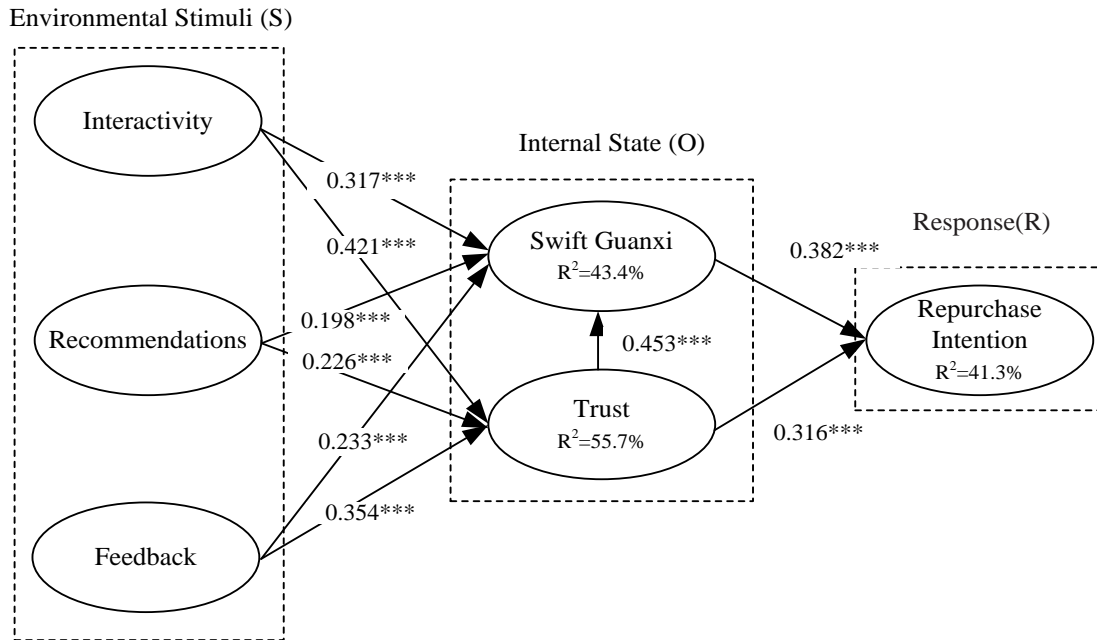 Environmental Stimuli (S)
Interactivity
Recommendations
Feedback
0.317***
0.421***
0.198***
0.226***
0.233***
0.354***
Internal State (O)
Swift Guanxi
R²=43.4%
0.453***
Trust
R²=55.7%
0.382***
0.316***
Response(R)
Repurchase
Intention
R²=41.3%